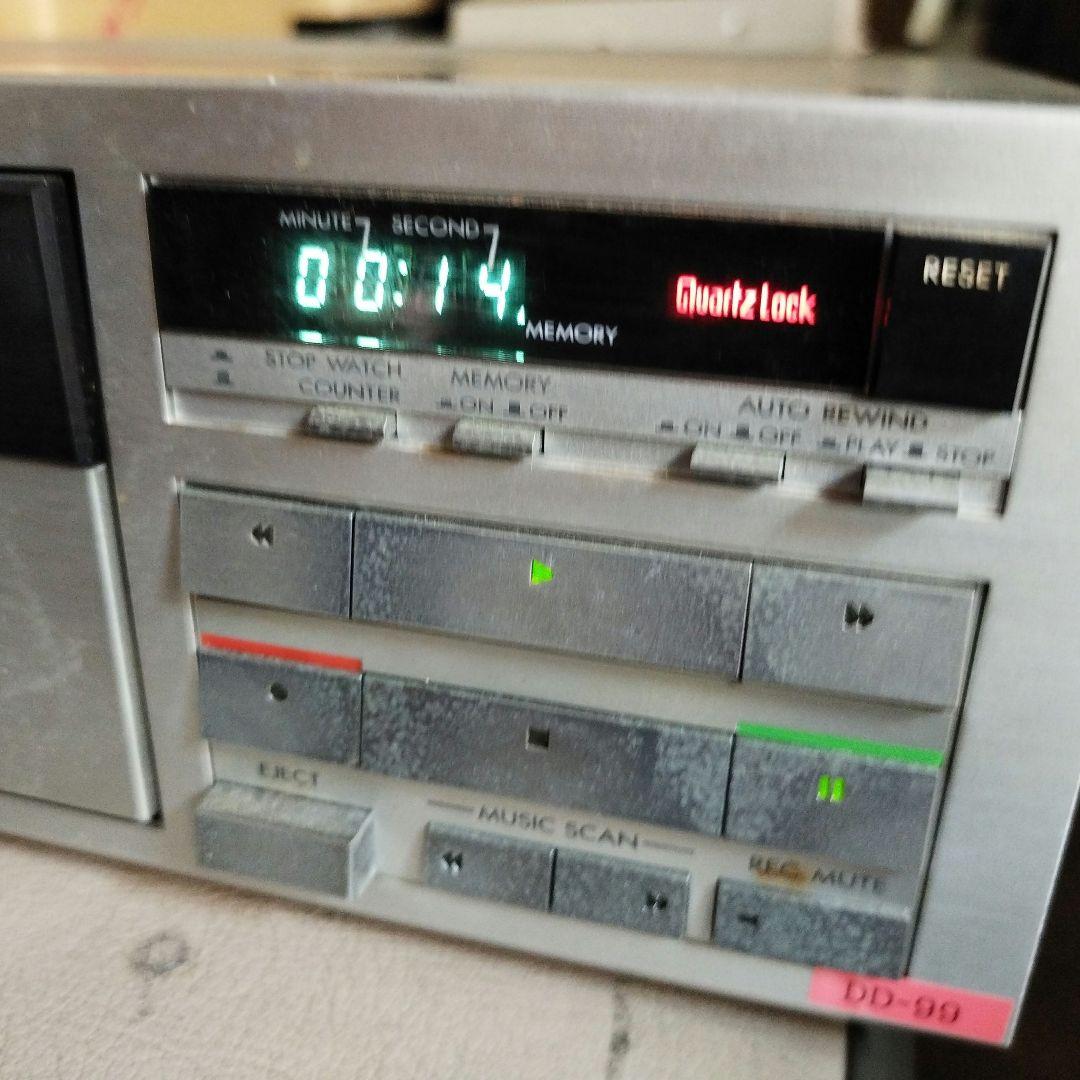 MINUTE SECOND
00:14
MEMORY
Quartz Lock
RESET
STOP WATCH
COUNTER
MEMORY
ON OFF
AUTO REWIND
ON OFF PLAY STOP
EJECT
MUSIC SCAN
REC MUTE
DD-99